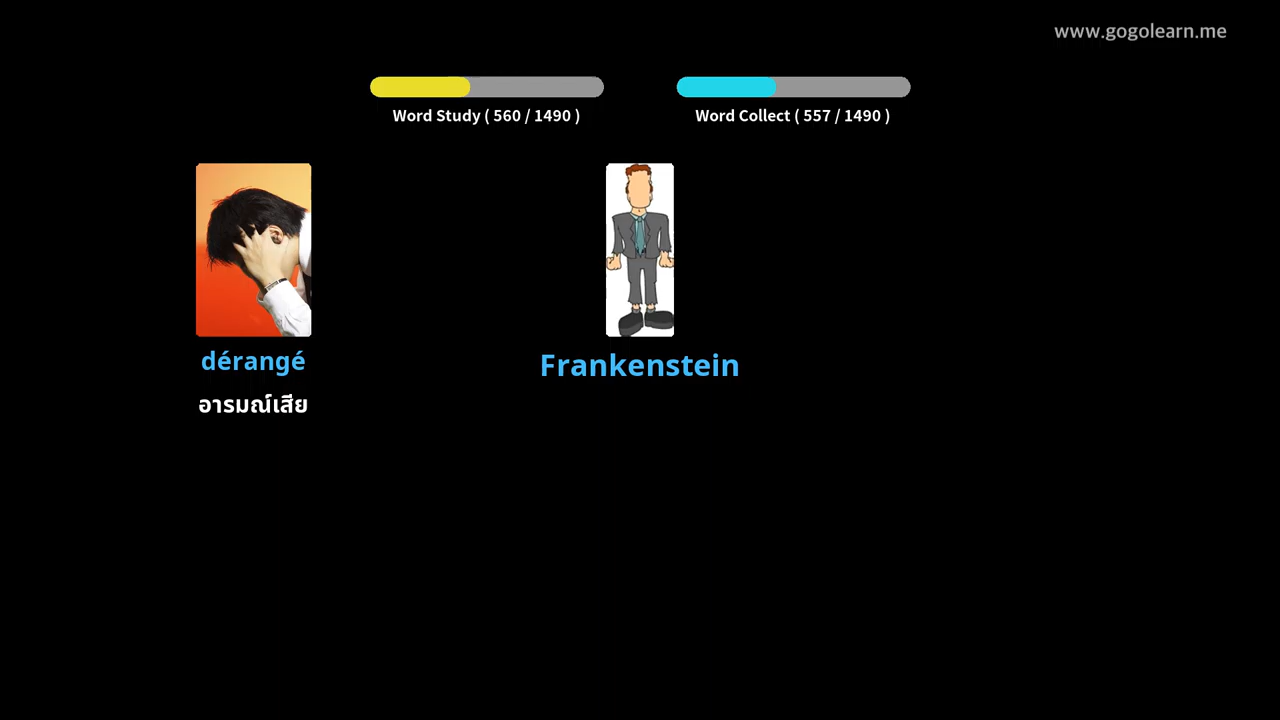 www.gogolearn.me
Word Study ( 560 / 1490 )
Word Collect ( 557 / 1490 )
dérangé
อารมณ์เสีย
Frankenstein